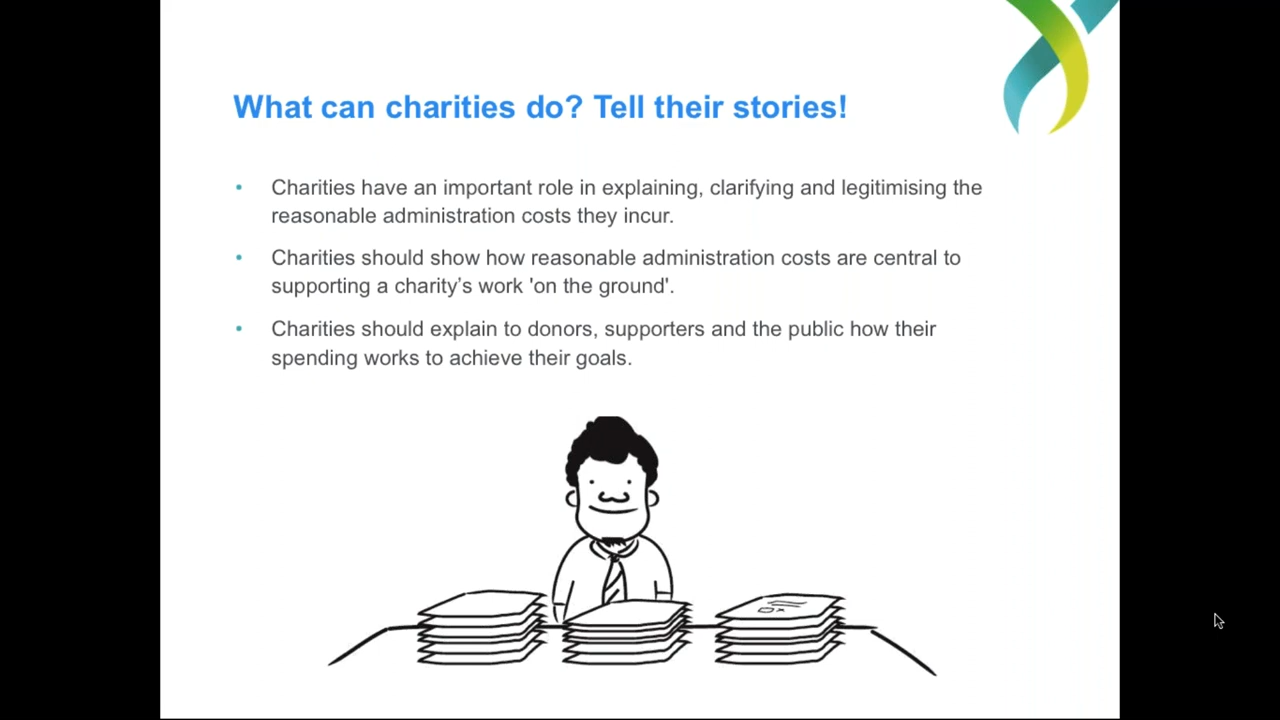 What can charities do? Tell their stories!
• Charities have an important role in explaining, clarifying and legitimising the
reasonable administration costs they incur.
• Charities should show how reasonable administration costs are central to
supporting a charity’s work 'on the ground'.
• Charities should explain to donors, supporters and the public how their
spending works to achieve their goals.